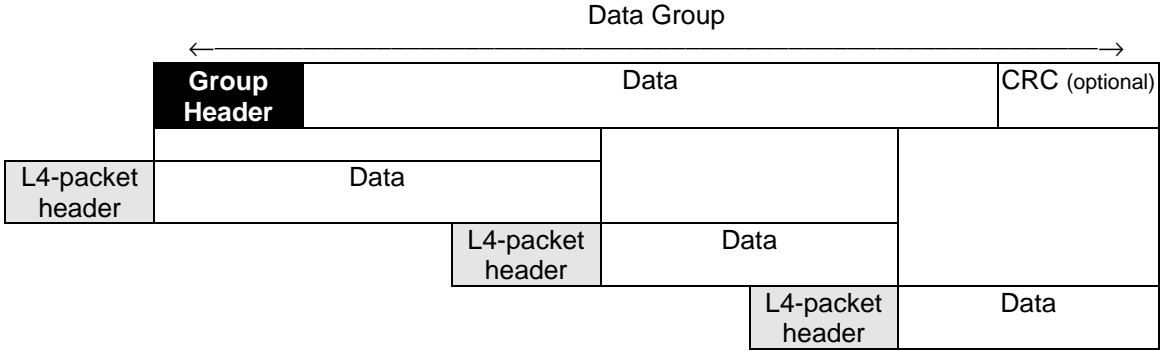 Data Group
Group Header
Data
CRC (optional)
L4-packet header
Data
L4-packet header
Data
L4-packet header
Data